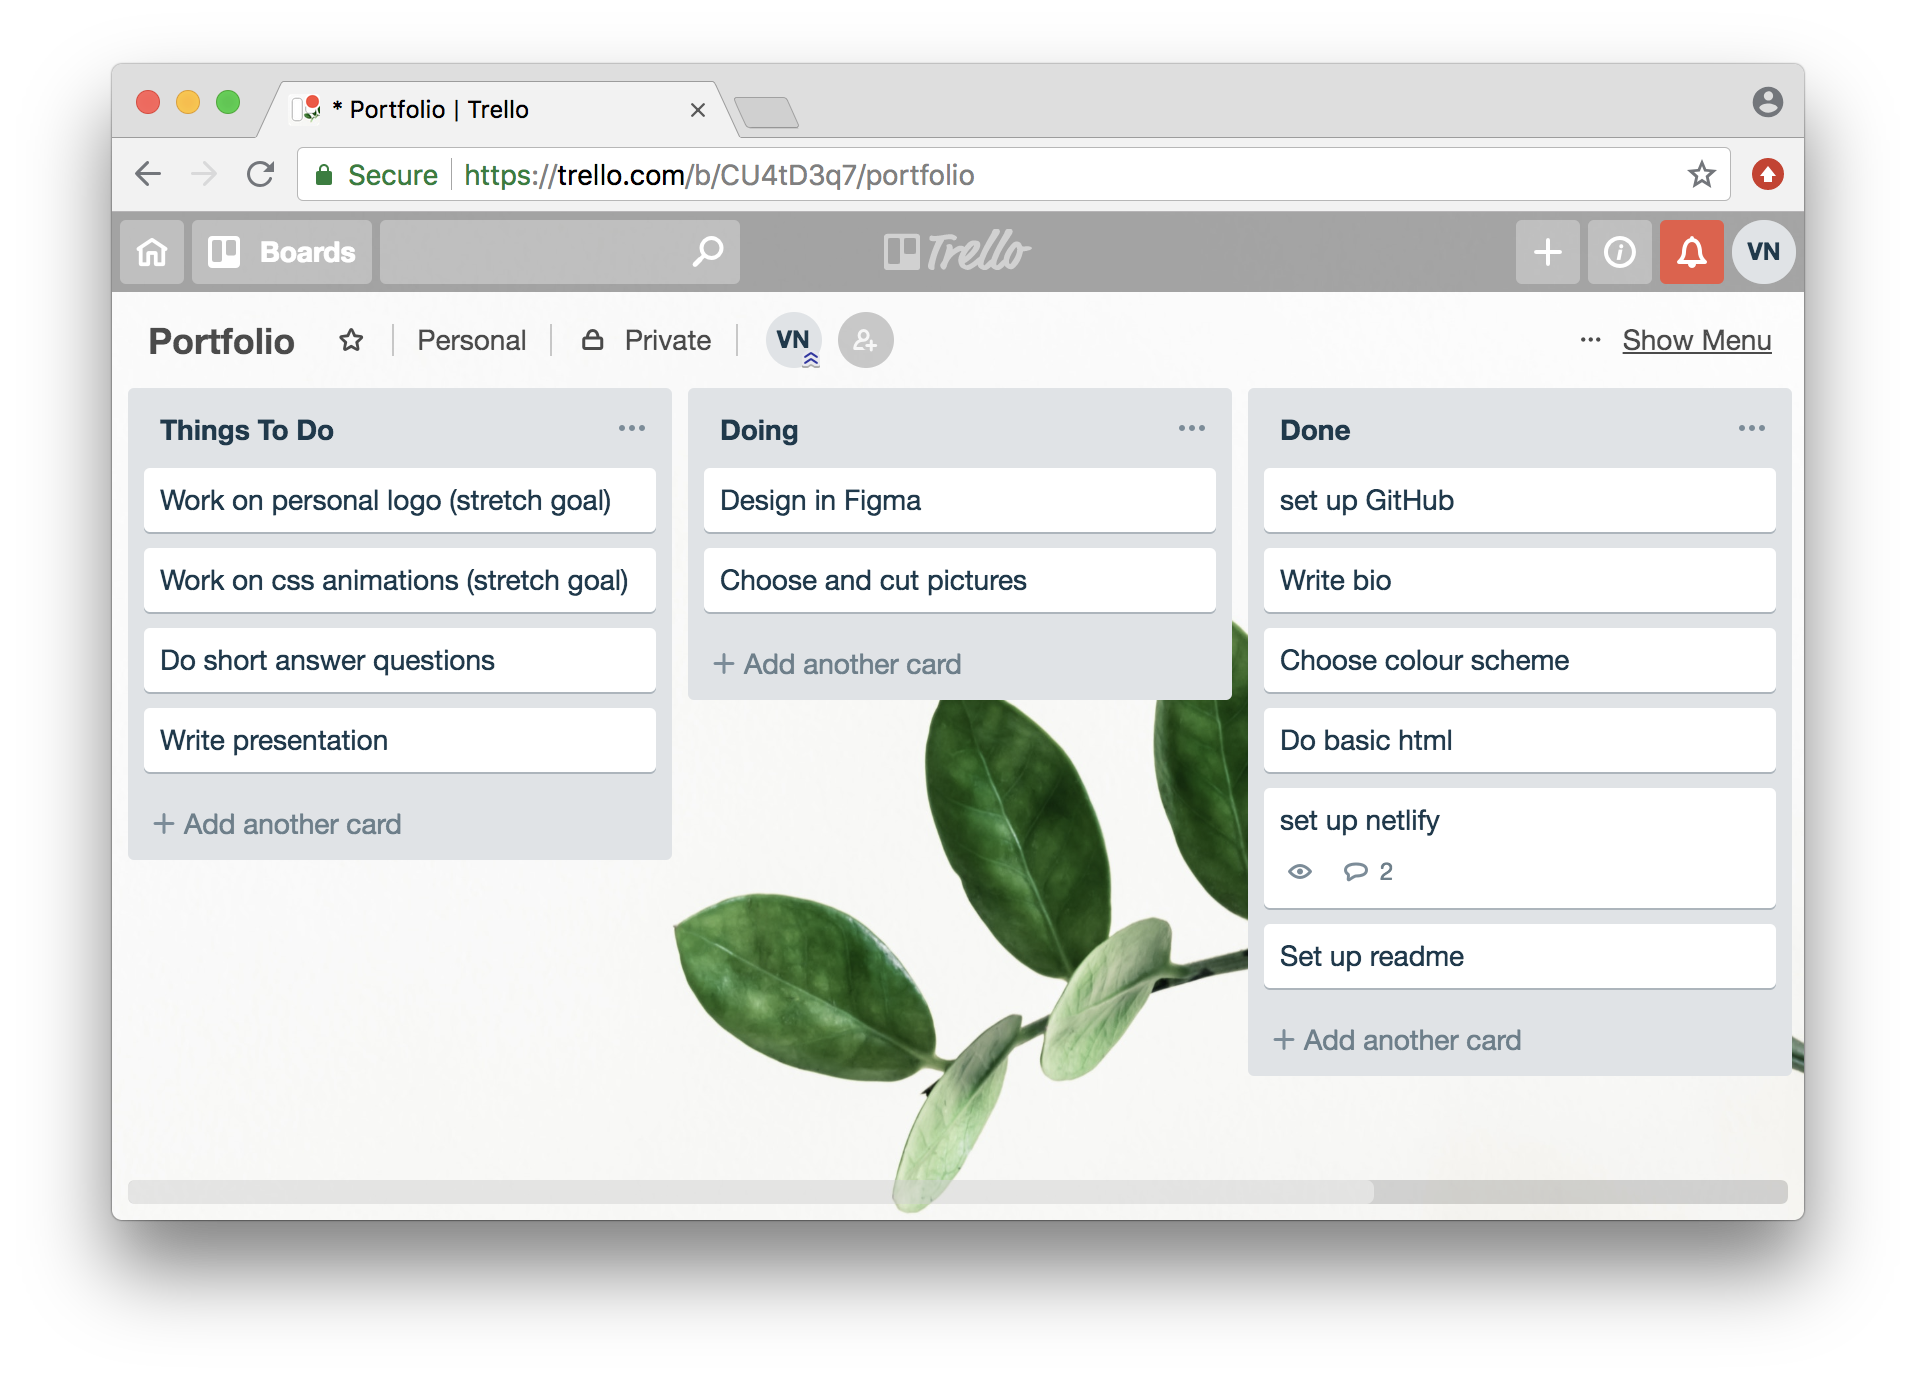 * Portfolio | Trello
Secure https://trello.com/b/CU4tD3q7/portfolio
Boards
Trello
VN
Portfolio Personal Private VN ... Show Menu
Things To Do
Work on personal logo (stretch goal)
Work on css animations (stretch goal)
Do short answer questions
Write presentation
+ Add another card
Doing
Design in Figma
Choose and cut pictures
+ Add another card
Done
set up GitHub
Write bio
Choose colour scheme
Do basic html
set up netlify
2
Set up readme
+ Add another card